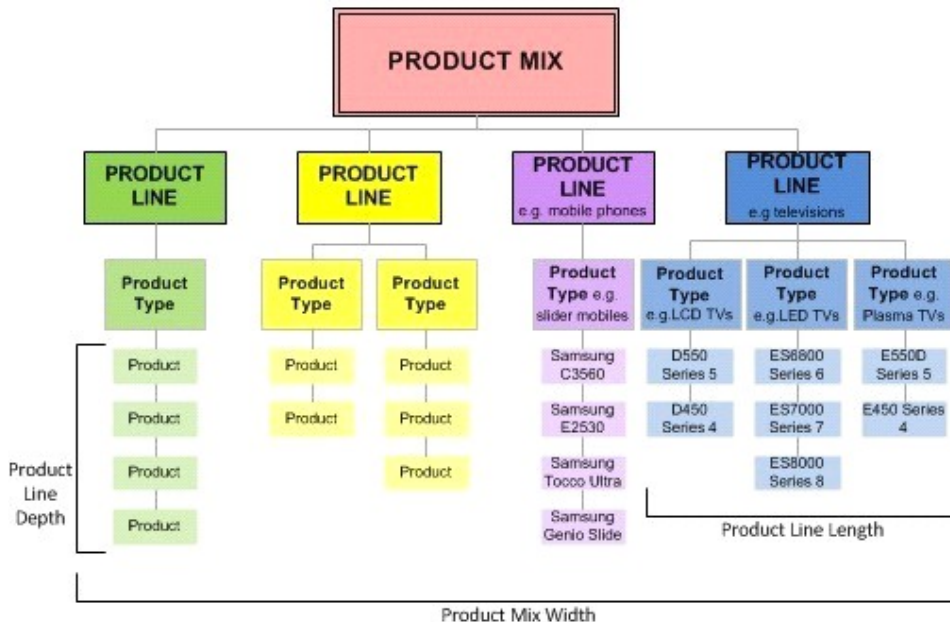 PRODUCT MIX
PRODUCT
LINE
PRODUCT
LINE
PRODUCT
LINE
e.g. mobile phones
PRODUCT
LINE
e.g televisions
Product
Type
Product
Type
Product
Type
Product
Type e.g.
slider mobiles
Product
Type
e.g.LCD TVs
Product
Type
e.g.LED TVs
Product
Type e.g.
Plasma TVs
Product
Product
Product
Samsung
C3560
D550
Series 5
ES6800
Series 6
E550D
Series 5
Product
Product
Product
Samsung
E2530
D450
Series 4
ES7000
Series 7
E450 Series
4
Product
Product
Samsung
Tocco Ultra
ES8000
Series 8
Product
Samsung
Genio Slide
Product
Line
Depth
Product Line Length
Product Mix Width